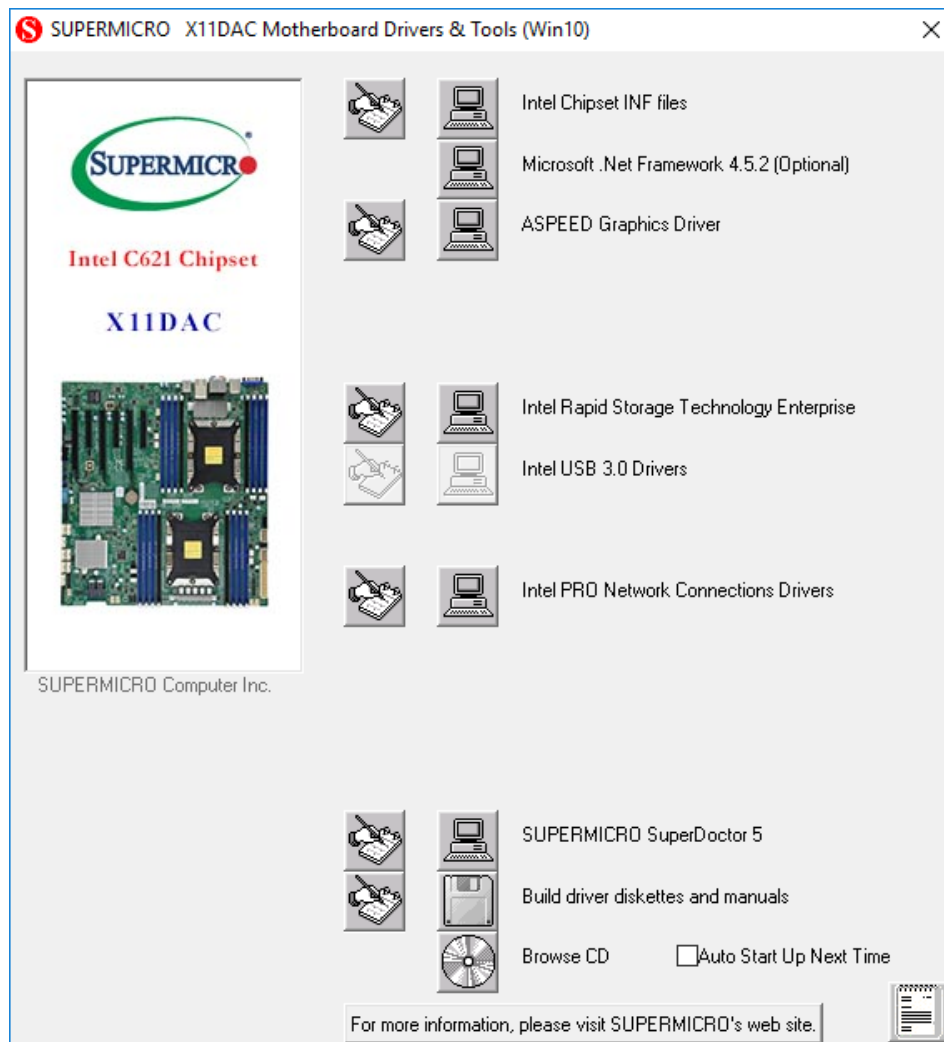 SUPERMICRO X11DAC Motherboard Drivers & Tools (Win10)
SUPERMICRO
Intel C621 Chipset
X11DAC
SUPERMICRO Computer Inc.
Intel Chipset INF files
Microsoft .Net Framework 4.5.2 (Optional)
ASPEED Graphics Driver
Intel Rapid Storage Technology Enterprise
Intel USB 3.0 Drivers
Intel PRO Network Connections Drivers
SUPERMICRO SuperDoctor 5
Build driver diskettes and manuals
Browse CD
Auto Start Up Next Time
For more information, please visit SUPERMICRO's web site.